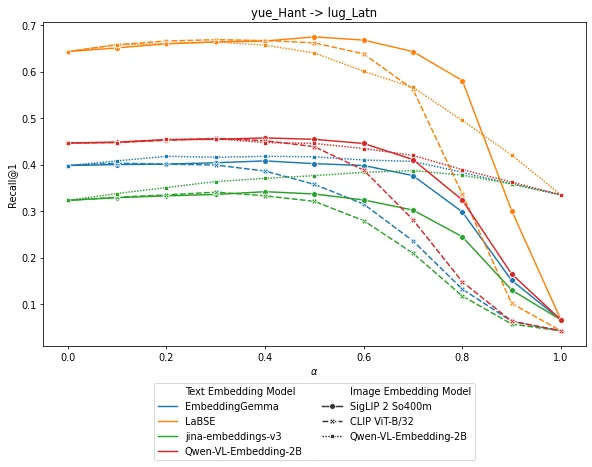 yue_Hant -> lug_Latn
Recall@1
0.7
0.6
0.5
0.4
0.3
0.2
0.1
0.0 0.2 0.4 0.6 0.8 1.0
α
Text Embedding Model Image Embedding Model
EmbeddingGemma SigLIP 2 So400m
LaBSE CLIP ViT-B/32
jina-embeddings-v3 Qwen-VL-Embedding-2B
Qwen-VL-Embedding-2B